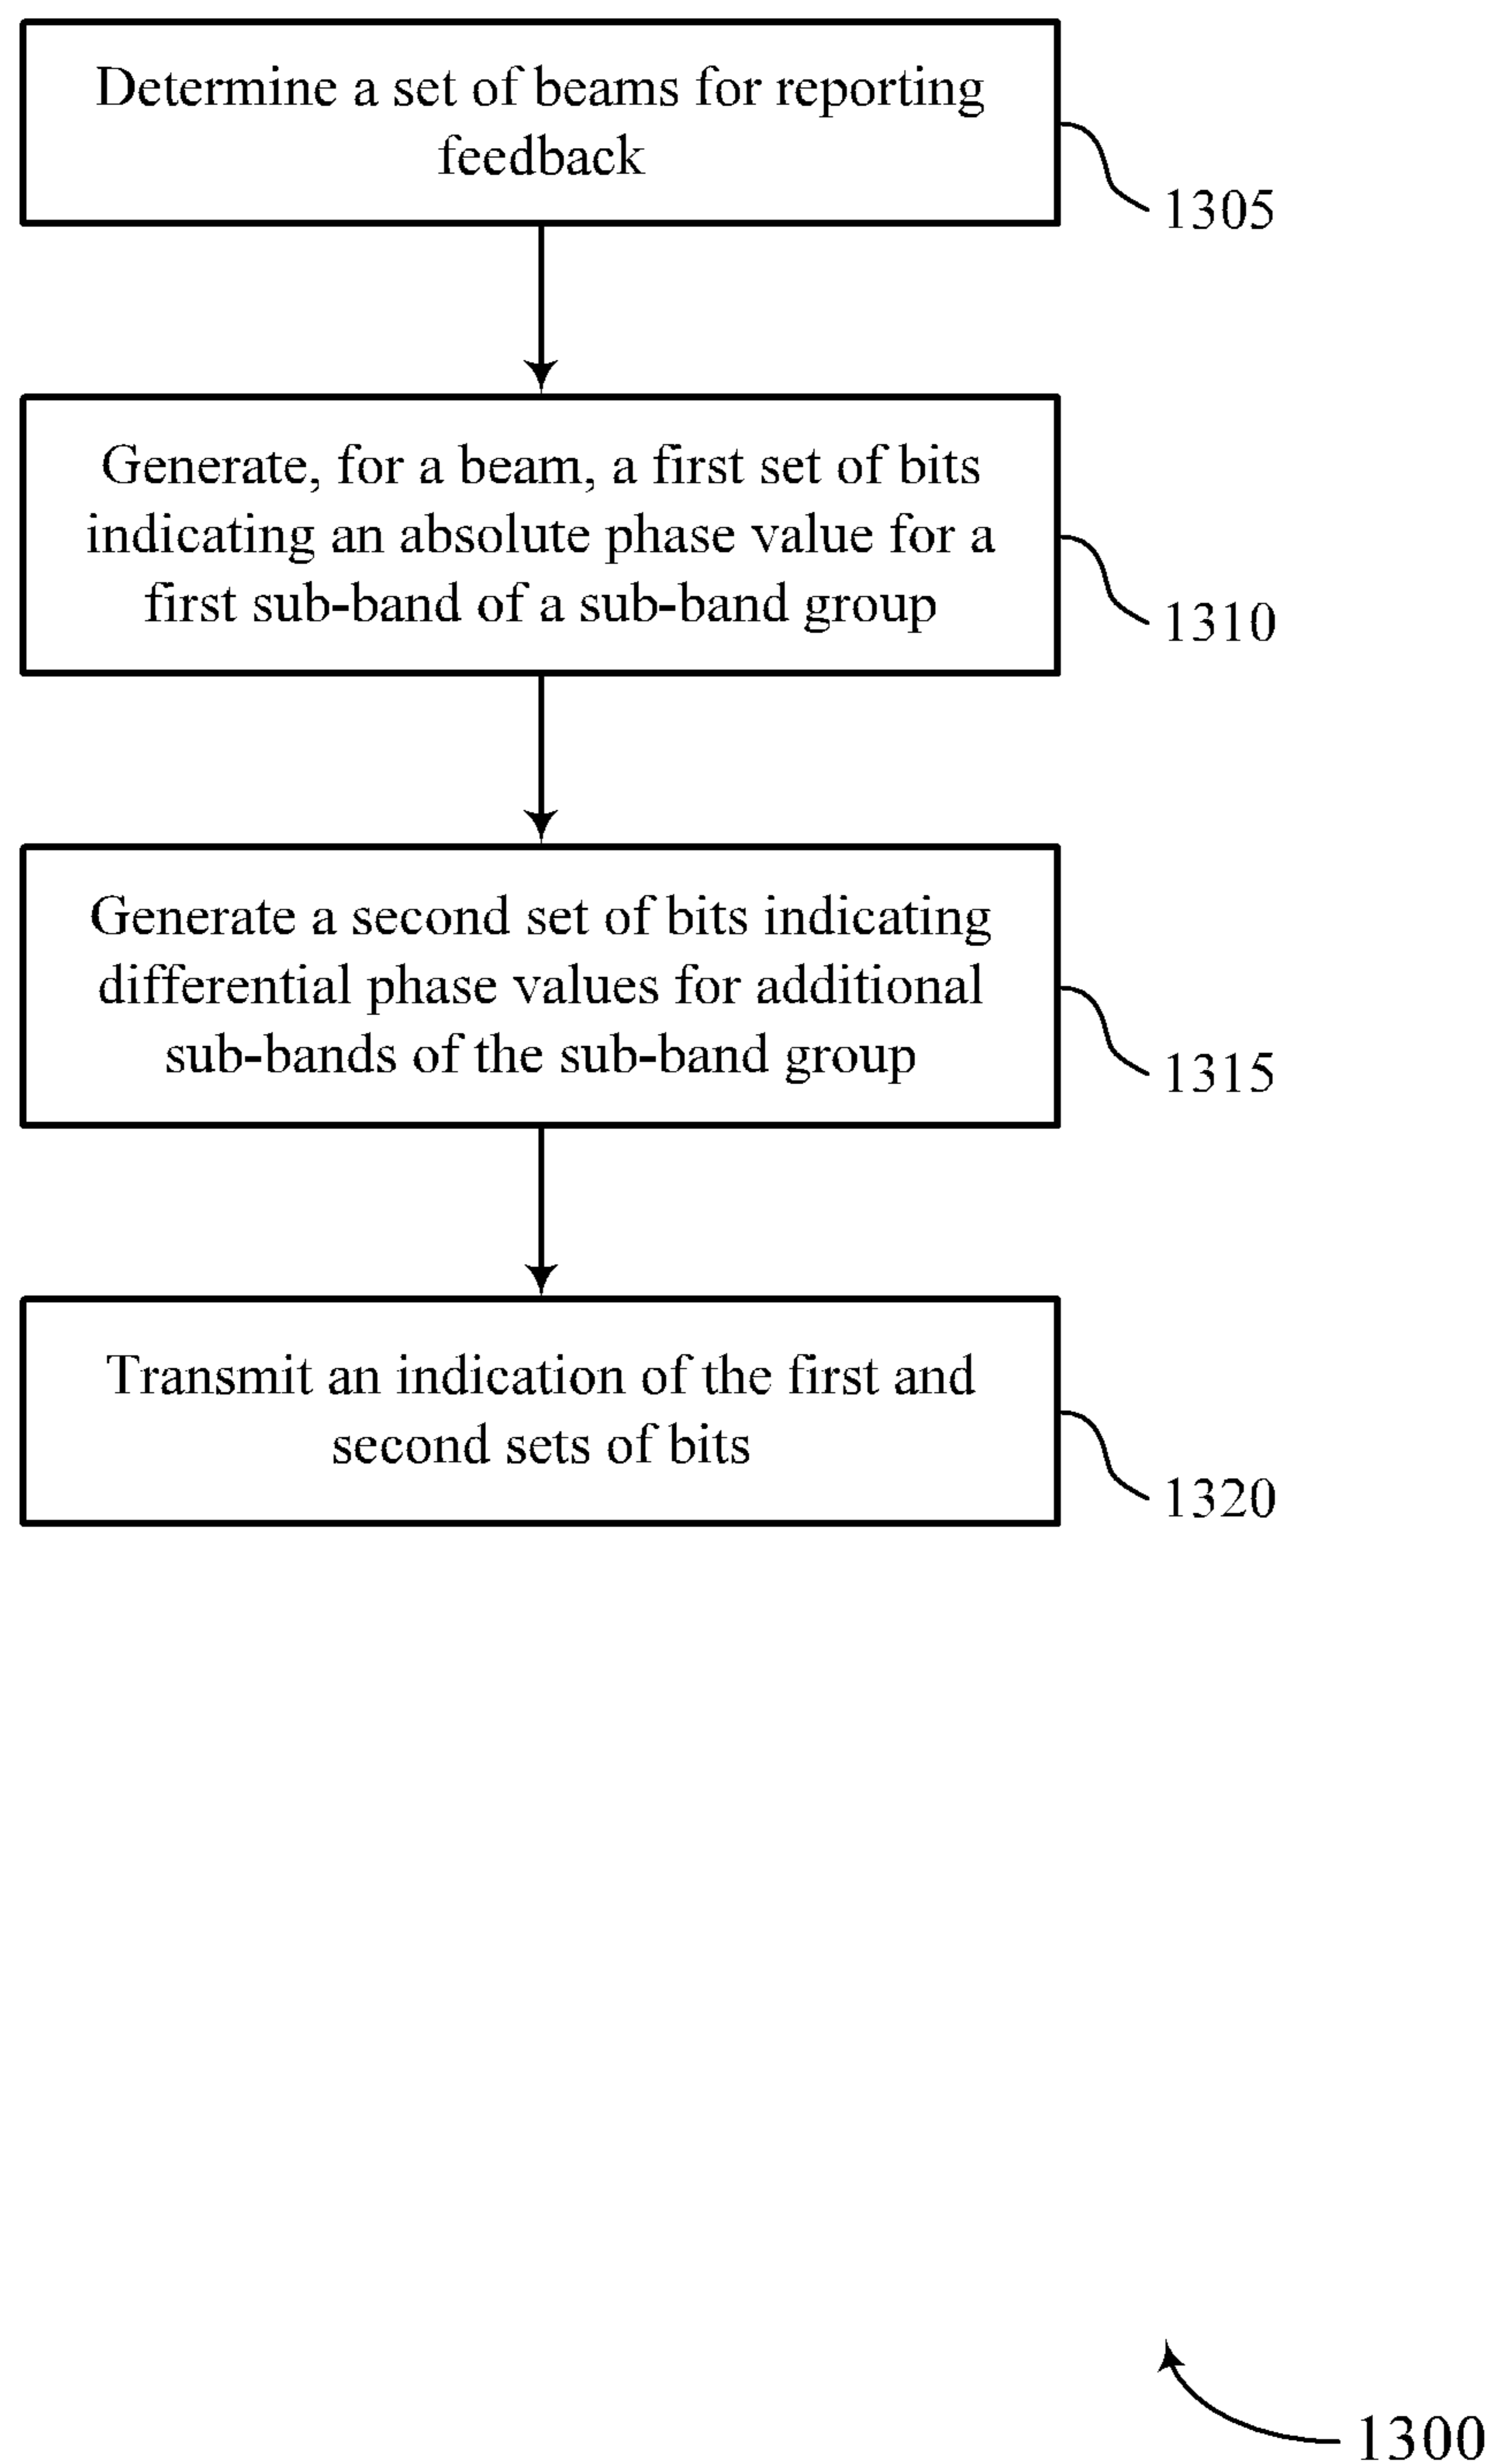 Determine a set of beams for reporting
feedback
1305
Generate, for a beam, a first set of bits
indicating an absolute phase value for a
first sub-band of a sub-band group
1310
Generate a second set of bits indicating
differential phase values for additional
sub-bands of the sub-band group
1315
Transmit an indication of the first and
second sets of bits
1320
1300